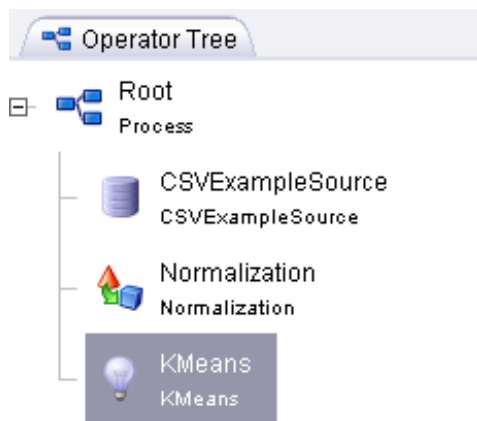 Operator Tree
Root
Process
CSVExampleSource
CSVExampleSource
Normalization
Normalization
KMeans
KMeans